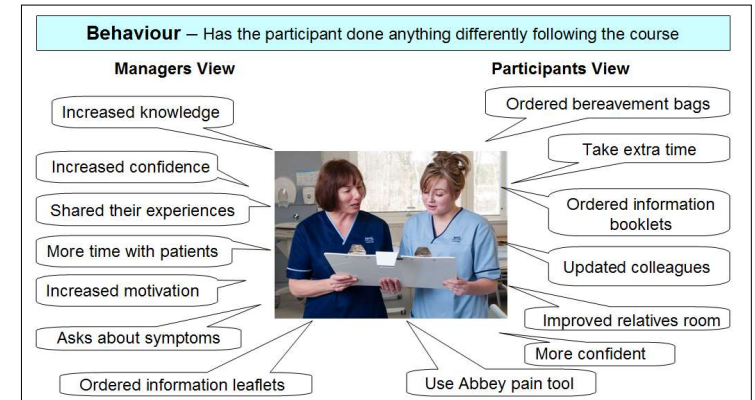 Behaviour – Has the participant done anything differently following the course
Managers View
Increased knowledge
Increased confidence
Shared their experiences
More time with patients
Increased motivation
Asks about symptoms
Ordered information leaflets
Participants View
Ordered bereavement bags
Take extra time
Ordered information
booklets
Updated colleagues
Improved relatives room
More confident
Use Abbey pain tool